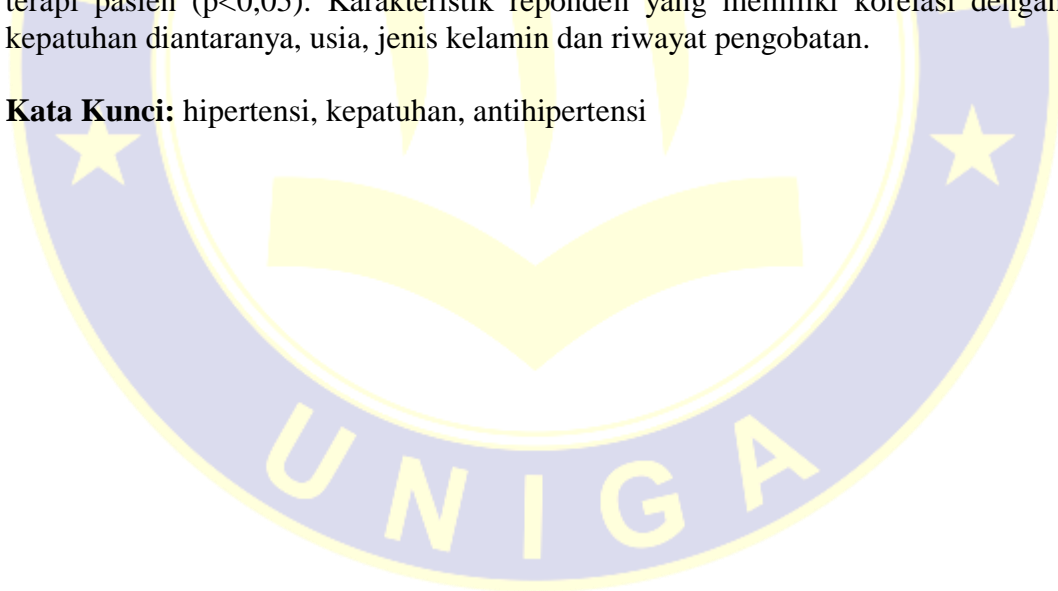 terapi pasien (p<0,05). Karakteristik reponden yang memiliki korelasi dengan
kepatuhan diantaranya, usia, jenis kelamin dan riwayat pengobatan.
Kata Kunci: hipertensi, kepatuhan, antihipertensi
UNIGA